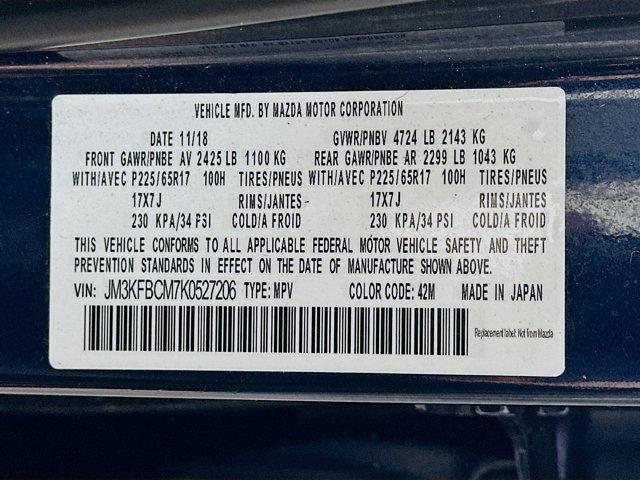 VEHICLE MFD. BY MAZDA MOTOR CORPORATION
DATE 11/18 GVWR/PNBV 4724 LB 2143 KG
FRONT GAWR/PNBE AV 2425 LB 1100 KG REAR GAWR/PNBE AR 2299 LB 1043 KG
WITH/AVEC P225/65R17 100H TIRES/PNEUS WITH/AVEC P225/65R17 100H TIRES/PNEUS
17X7J RIMS/JANTES- 17X7J RIMS/JANTES
230 KPA/34 PSI COLD/A FROID 230 KPA/34 PSI COLD/A FROID
THIS VEHICLE CONFORMS TO ALL APPLICABLE FEDERAL MOTOR VEHICLE SAFETY AND THEFT
PREVENTION STANDARDS IN EFFECT ON THE DATE OF MANUFACTURE SHOWN ABOVE.
VIN: JM3KFBCM7K0527206 TYPE: MPV COLOR CODE: 42M MADE IN JAPAN
Replacement label: Not from Mazda